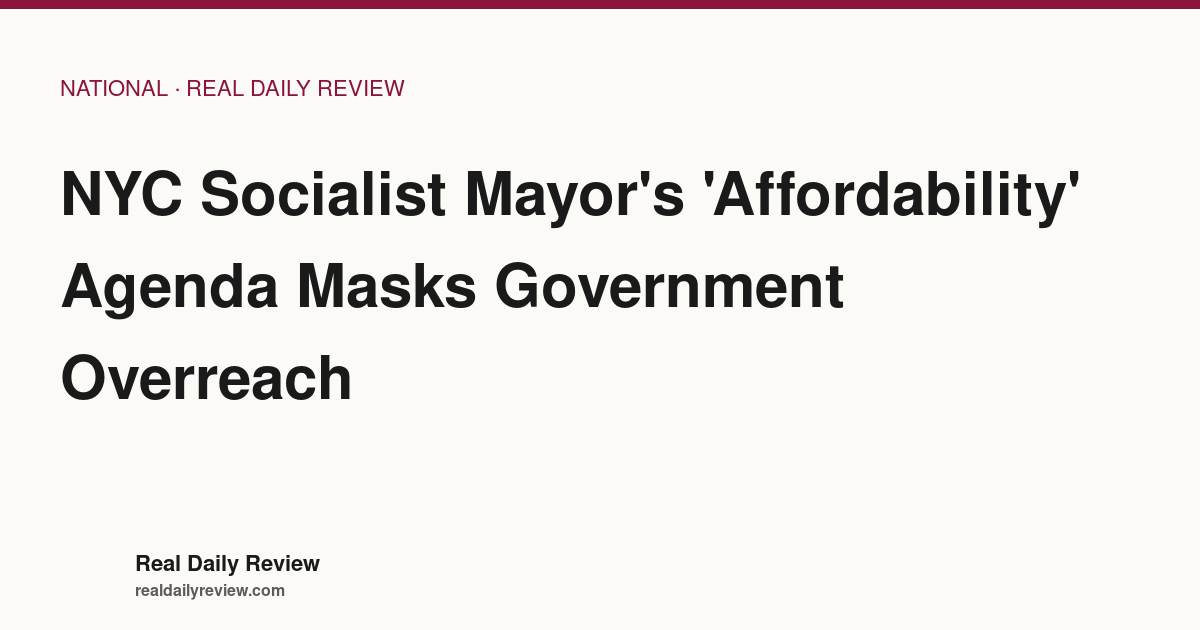 NATIONAL · REAL DAILY REVIEW
NYC Socialist Mayor's 'Affordability'
Agenda Masks Government
Overreach
Real Daily Review
realdailyreview.com